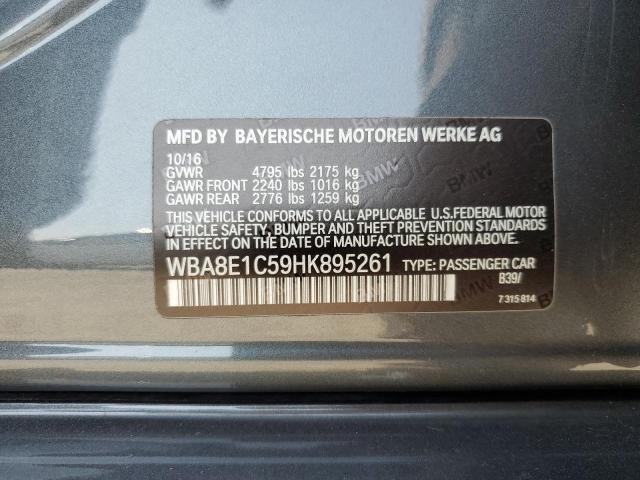 MFD BY BAYERISCHE MOTOREN WERKE AG
10/16
GVWR 4795 lbs 2175 kg
GAWR FRONT 2240 lbs 1016 kg
GAWR REAR 2776 lbs 1259 kg
THIS VEHICLE CONFORMS TO ALL APPLICABLE U.S.FEDERAL MOTOR
VEHICLE SAFETY, BUMPER AND THEFT PREVENTION STANDARDS
IN EFFECT ON THE DATE OF MANUFACTURE SHOWN ABOVE.
WBA8E1C59HK895261 TYPE: PASSENGER CAR
B39/
7 315 814